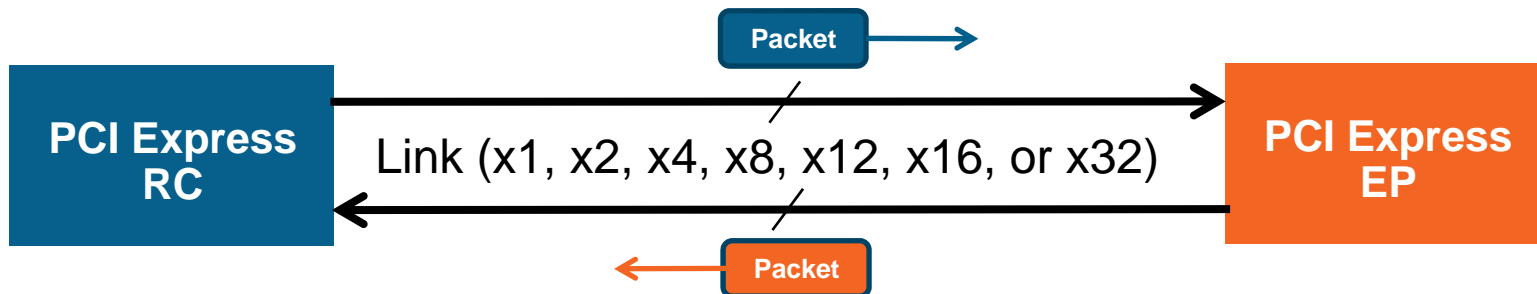 Packet
PCI Express
RC
Link (x1, x2, x4, x8, x12, x16, or x32)
PCI Express
EP
Packet